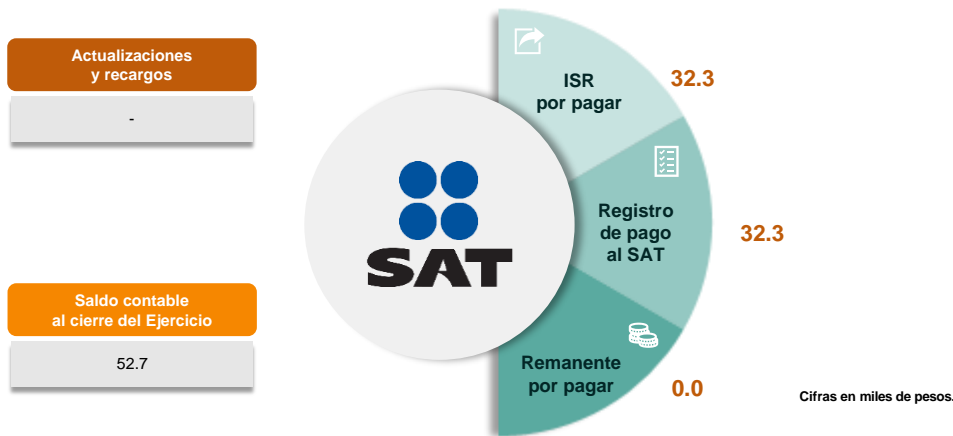 Actualizaciones
y recargos
-
Saldo contable
al cierre del Ejercicio
52.7
SAT
ISR
por pagar
32.3
Registro
de pago
al SAT
32.3
Remanente
por pagar
0.0
Cifras en miles de pesos.